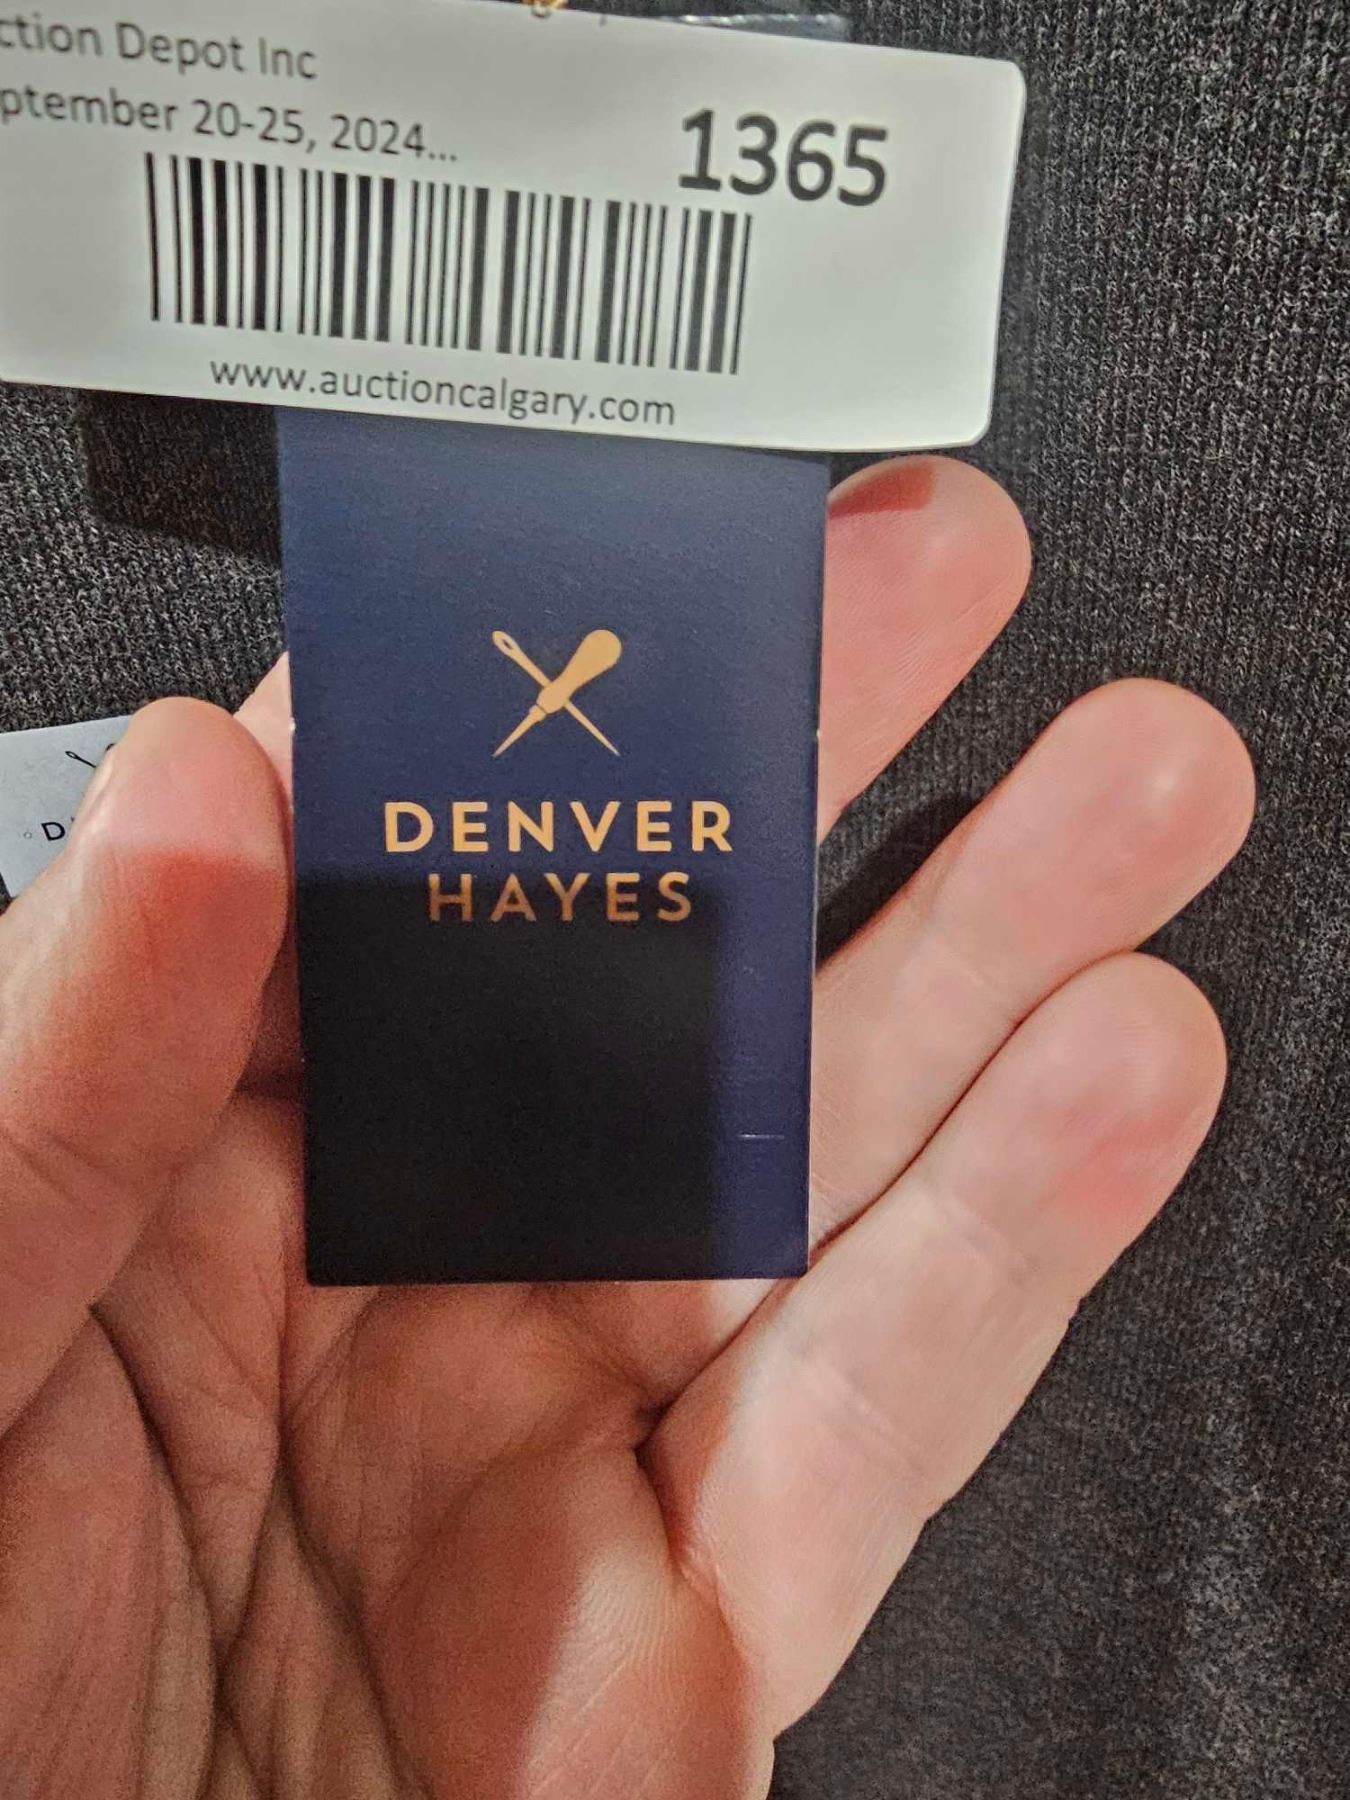 ction Depot Inc
ptember 20-25, 2024...
1365
www.auctioncalgary.com
DENVER
HAYES